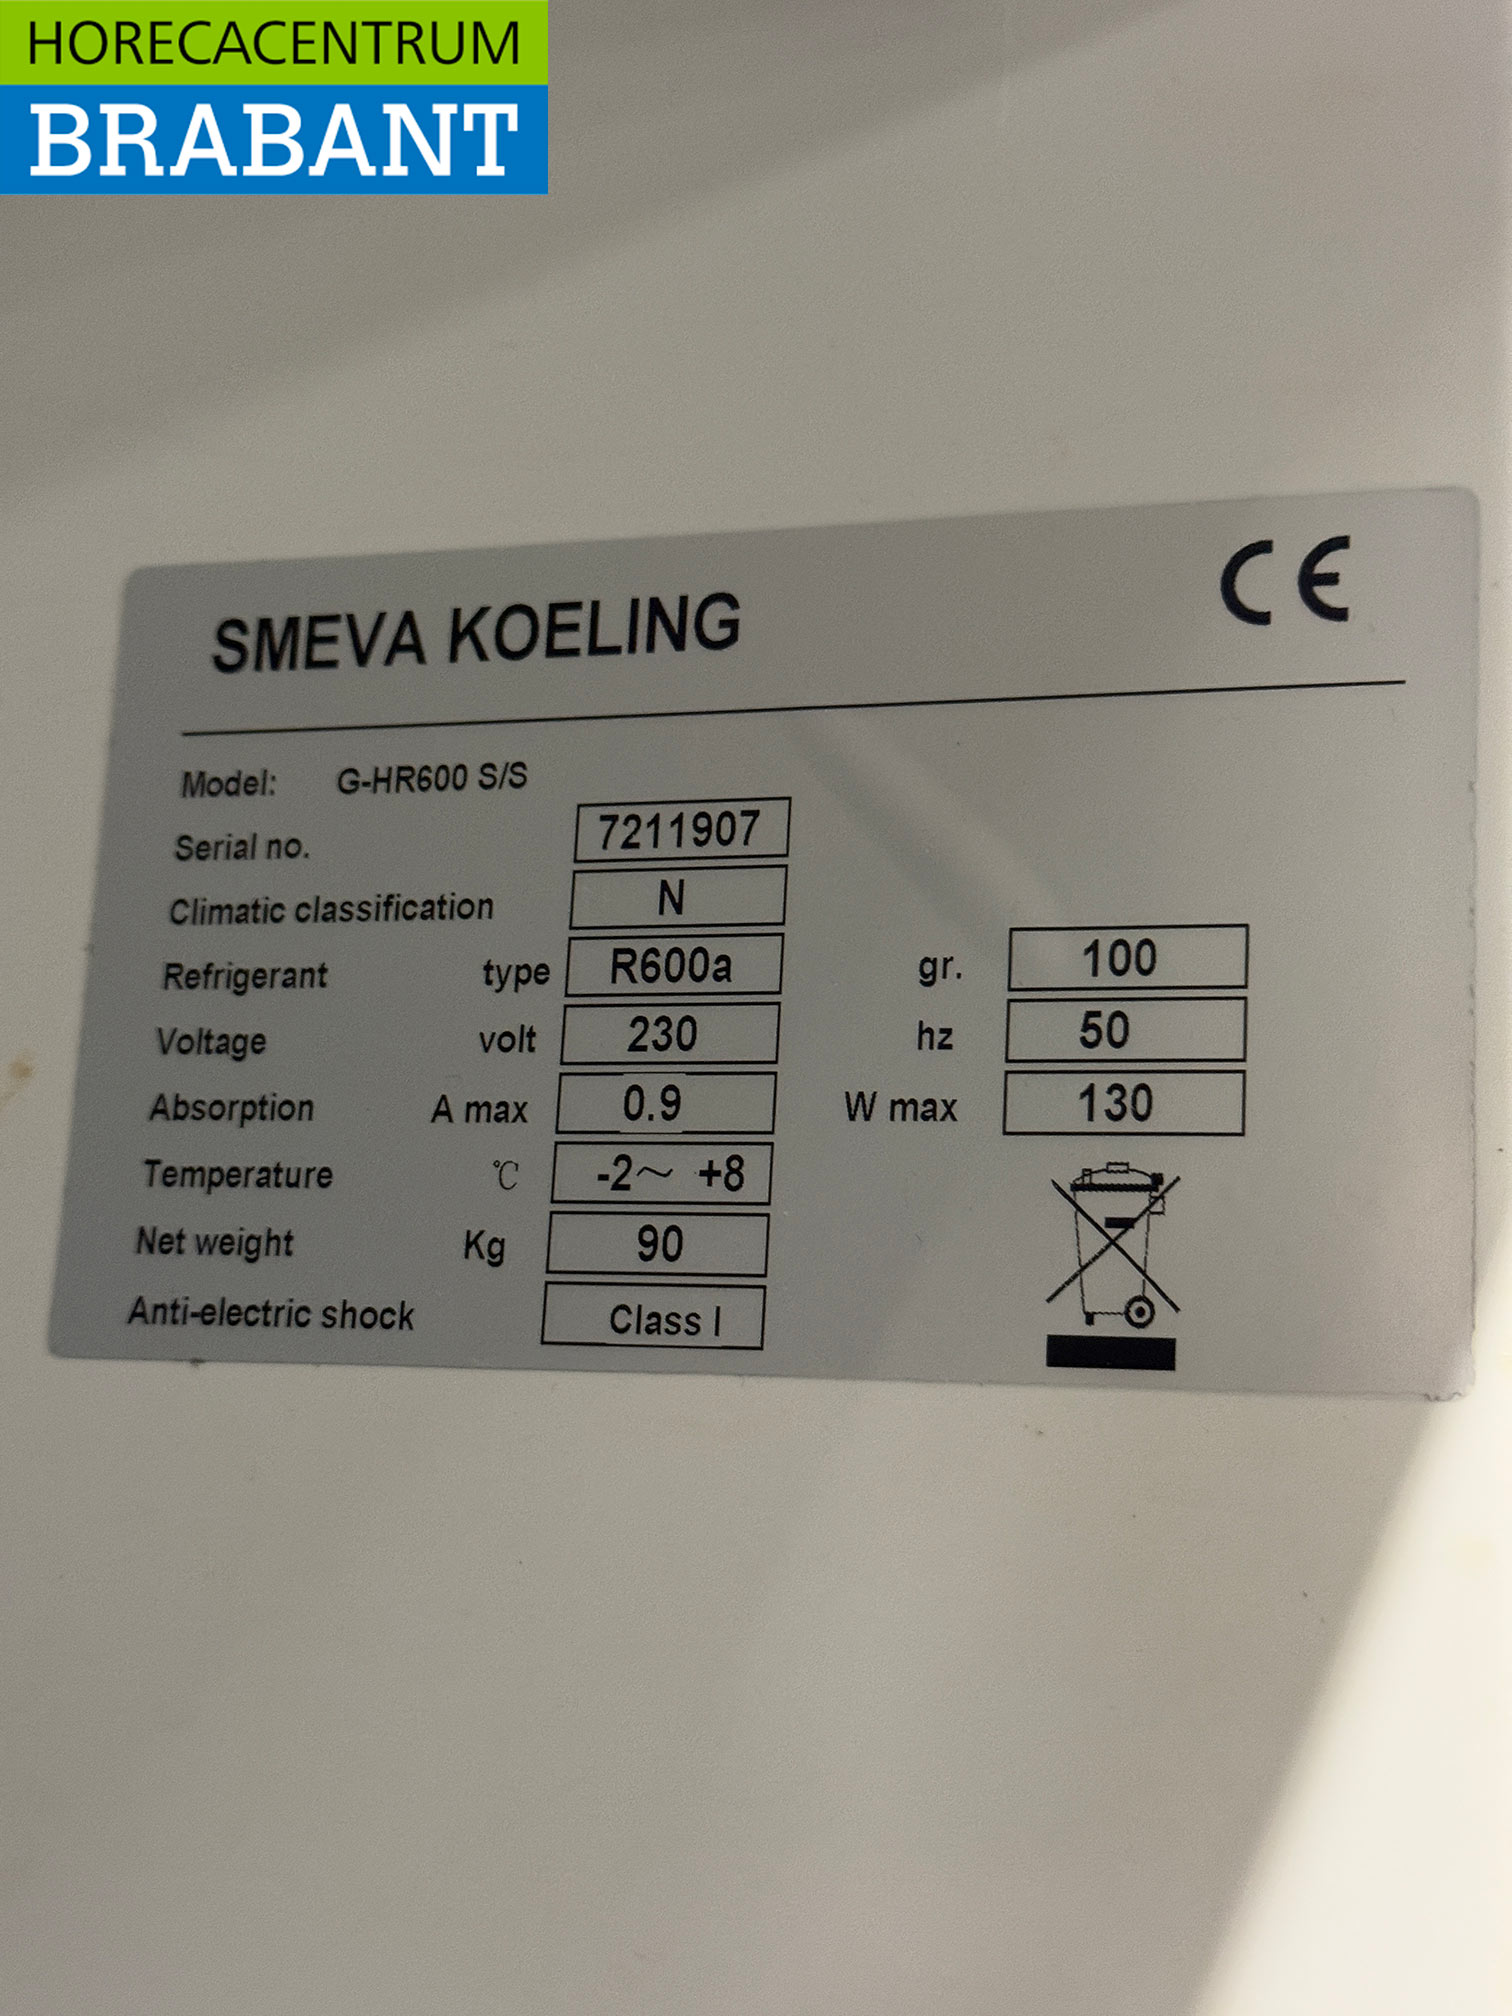 HORECACENTRUM
BRABANT
SMEVA KOELING CE
Model: G-HR600 S/S
Serial no. 7211907
Climatic classification N
Refrigerant type R600a gr. 100
Voltage volt 230 hz 50
Absorption A max 0.9 W max 130
Temperature ℃ -2～ +8
Net weight Kg 90
Anti-electric shock Class I